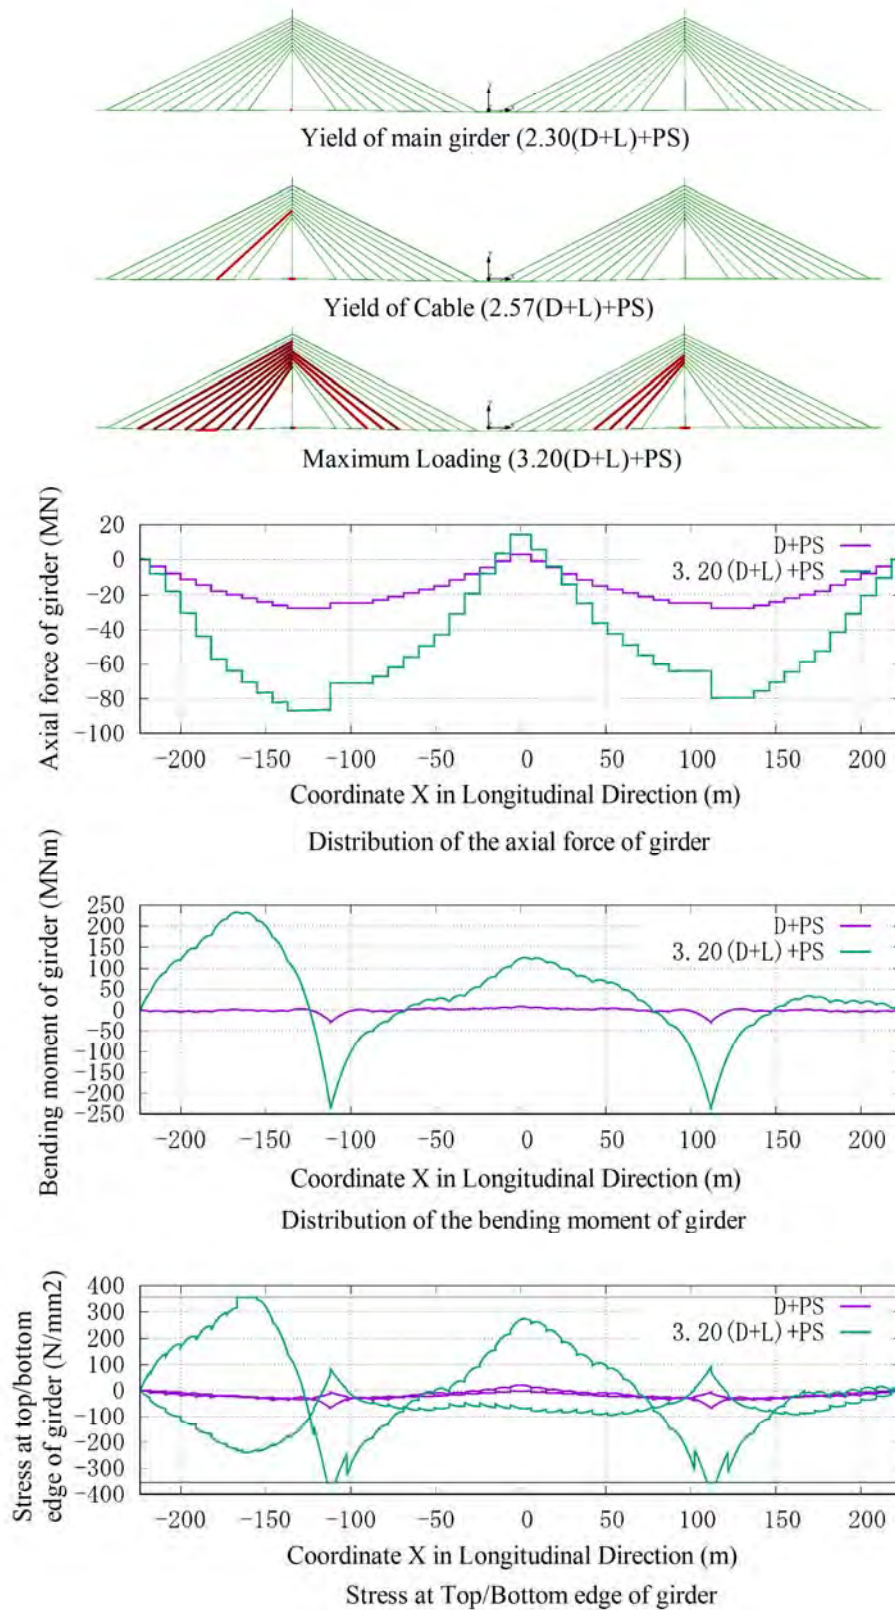 Yield of main girder (2.30(D+L)+PS)
Yield of Cable (2.57(D+L)+PS)
Maximum Loading (3.20(D+L)+PS)
Axial force of girder (MN)
20
0
-20
-40
-60
-80
-100
D+PS
3.20(D+L)+PS
-200 -150 -100 -50 0 50 100 150 200
Coordinate X in Longitudinal Direction (m)
Distribution of the axial force of girder
Bending moment of girder (MNm)
250
200
150
100
50
0
-50
-100
-150
-200
-250
D+PS
3.20(D+L)+PS
-200 -150 -100 -50 0 50 100 150 200
Coordinate X in Longitudinal Direction (m)
Distribution of the bending moment of girder
Stress at top/bottom
edge of girder (N/mm2)
400
300
200
100
0
-100
-200
-300
-400
D+PS
3.20(D+L)+PS
-200 -150 -100 -50 0 50 100 150 200
Coordinate X in Longitudinal Direction (m)
Stress at Top/Bottom edge of girder